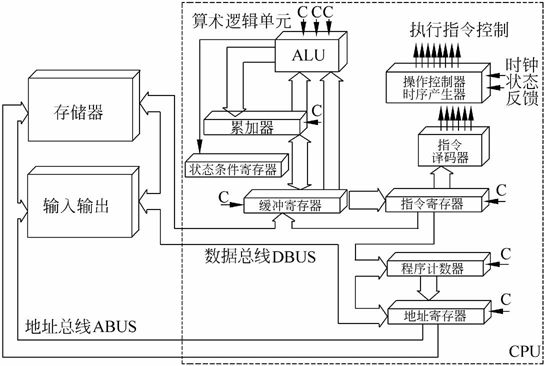 算术逻辑单元
C CC
ALU
执行指令控制
操作控制器
时序产生器
时钟
状态
反馈
存储器
累加器
C
指令
译码器
状态条件寄存器
输入输出
C
缓冲寄存器
指令寄存器
C
数据总线DBUS
程序计数器
C
地址寄存器
C
地址总线ABUS
CPU